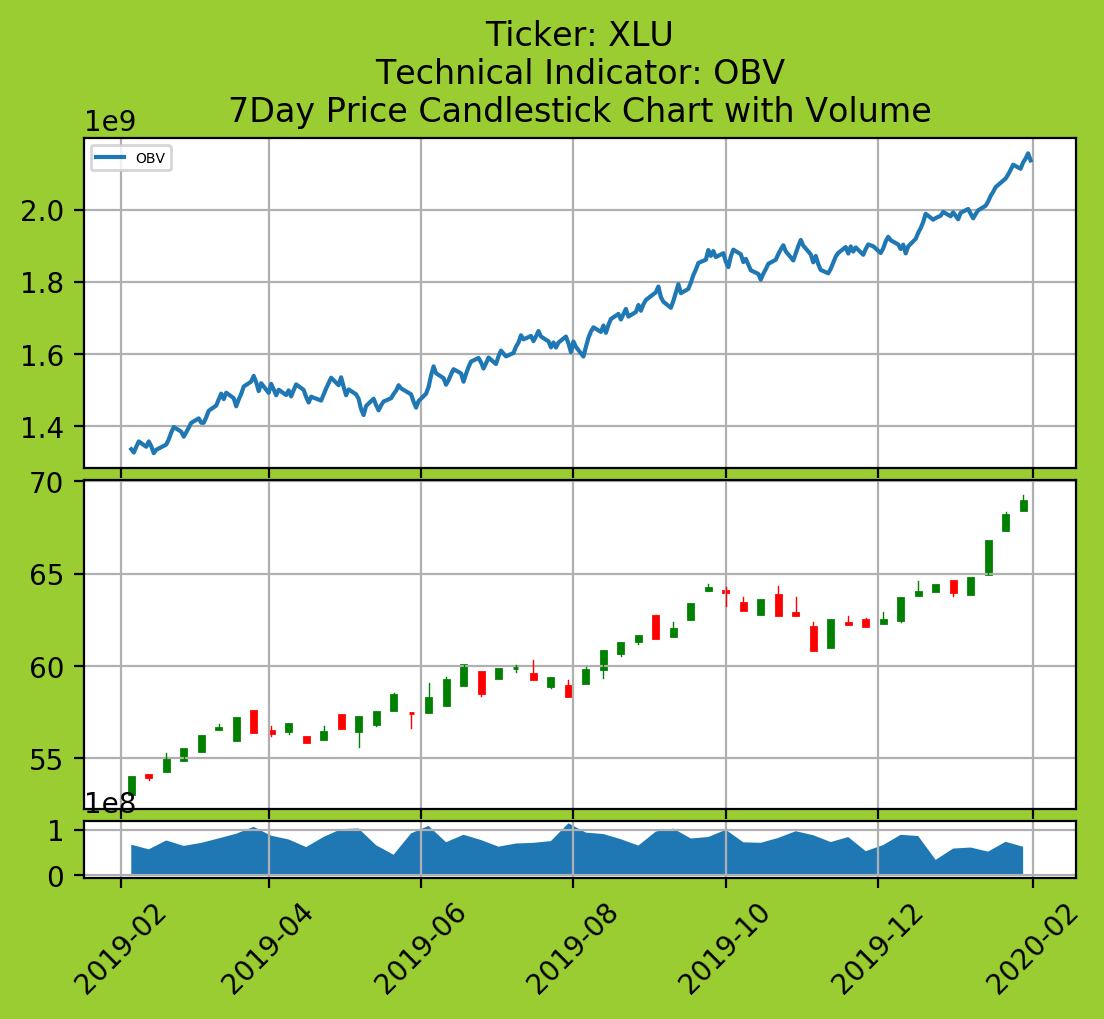 Ticker: XLU
Technical Indicator: OBV
7Day Price Candlestick Chart with Volume
1e9
OBV
2.0
1.8
1.6
1.4
70
65
60
55
1e8
1
0
2019-02
2019-04
2019-06
2019-08
2019-10
2019-12
2020-02